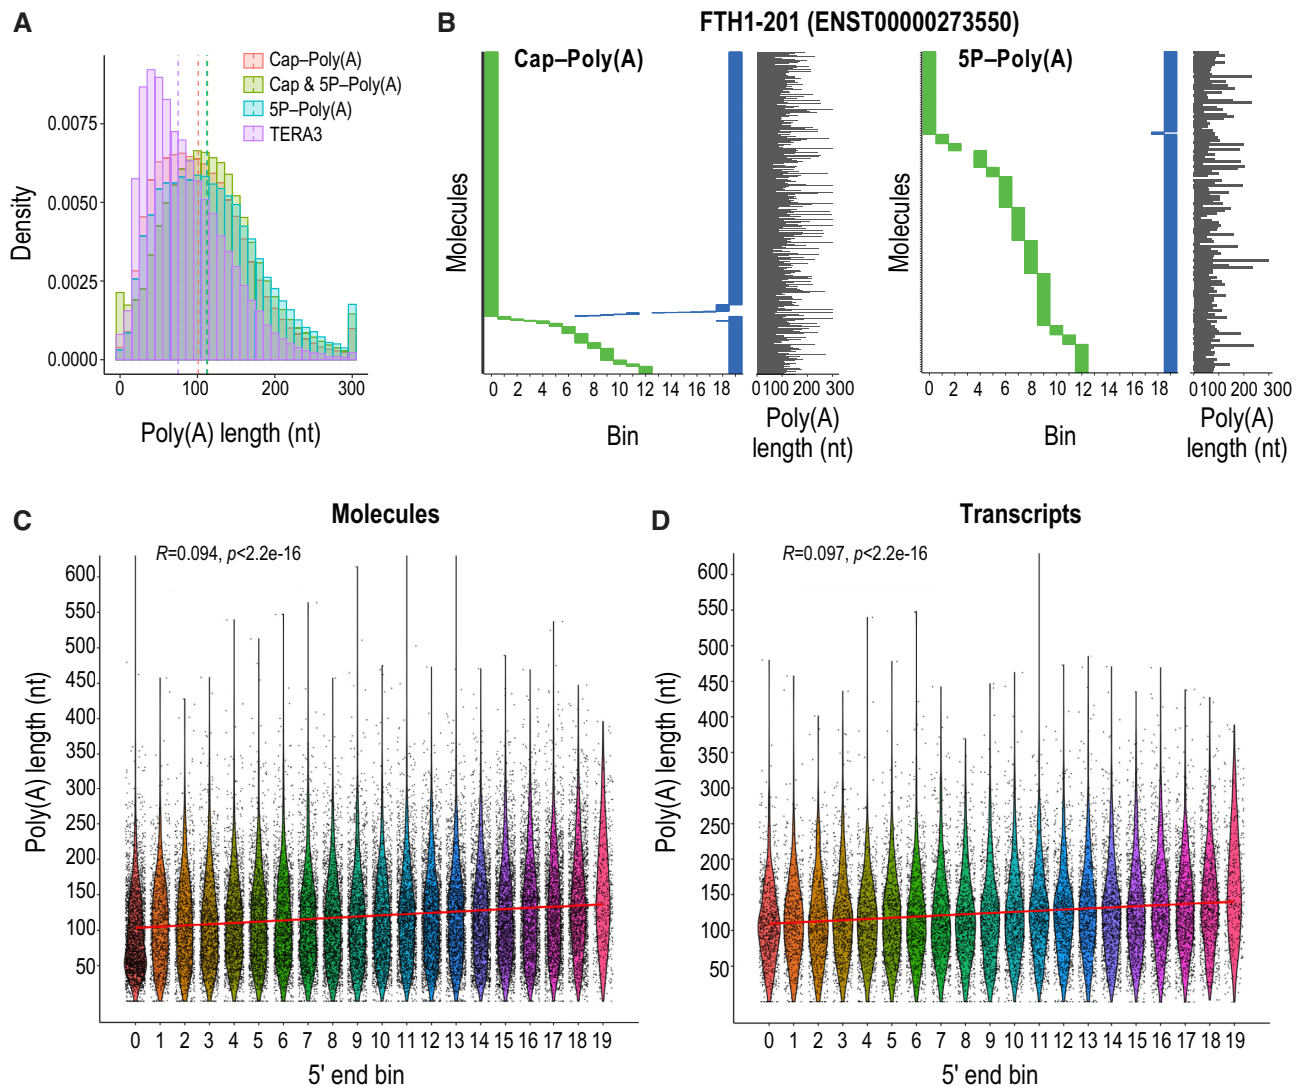 A
Density
0.0075
0.0050
0.0025
0.0000
0 100 200 300
Poly(A) length (nt)
Cap–Poly(A)
Cap & 5P–Poly(A)
5P–Poly(A)
TERA3
B
FTH1-201 (ENST00000273550)
Cap–Poly(A)
Molecules
0 2 4 6 8 10 12 14 16 18
Bin
0 100 200 300
Poly(A)
length (nt)
5P–Poly(A)
Molecules
0 2 4 6 8 10 12 14 16 18
Bin
0 100 200 300
Poly(A)
length (nt)
C
Molecules
R=0.094, p<2.2e-16
Poly(A) length (nt)
600
550
500
450
400
350
300
250
200
150
100
50
0 1 2 3 4 5 6 7 8 9 10 11 12 13 14 15 16 17 18 19
5' end bin
D
Transcripts
R=0.097, p<2.2e-16
Poly(A) length (nt)
600
550
500
450
400
350
300
250
200
150
100
50
0 1 2 3 4 5 6 7 8 9 10 11 12 13 14 15 16 17 18 19
5' end bin